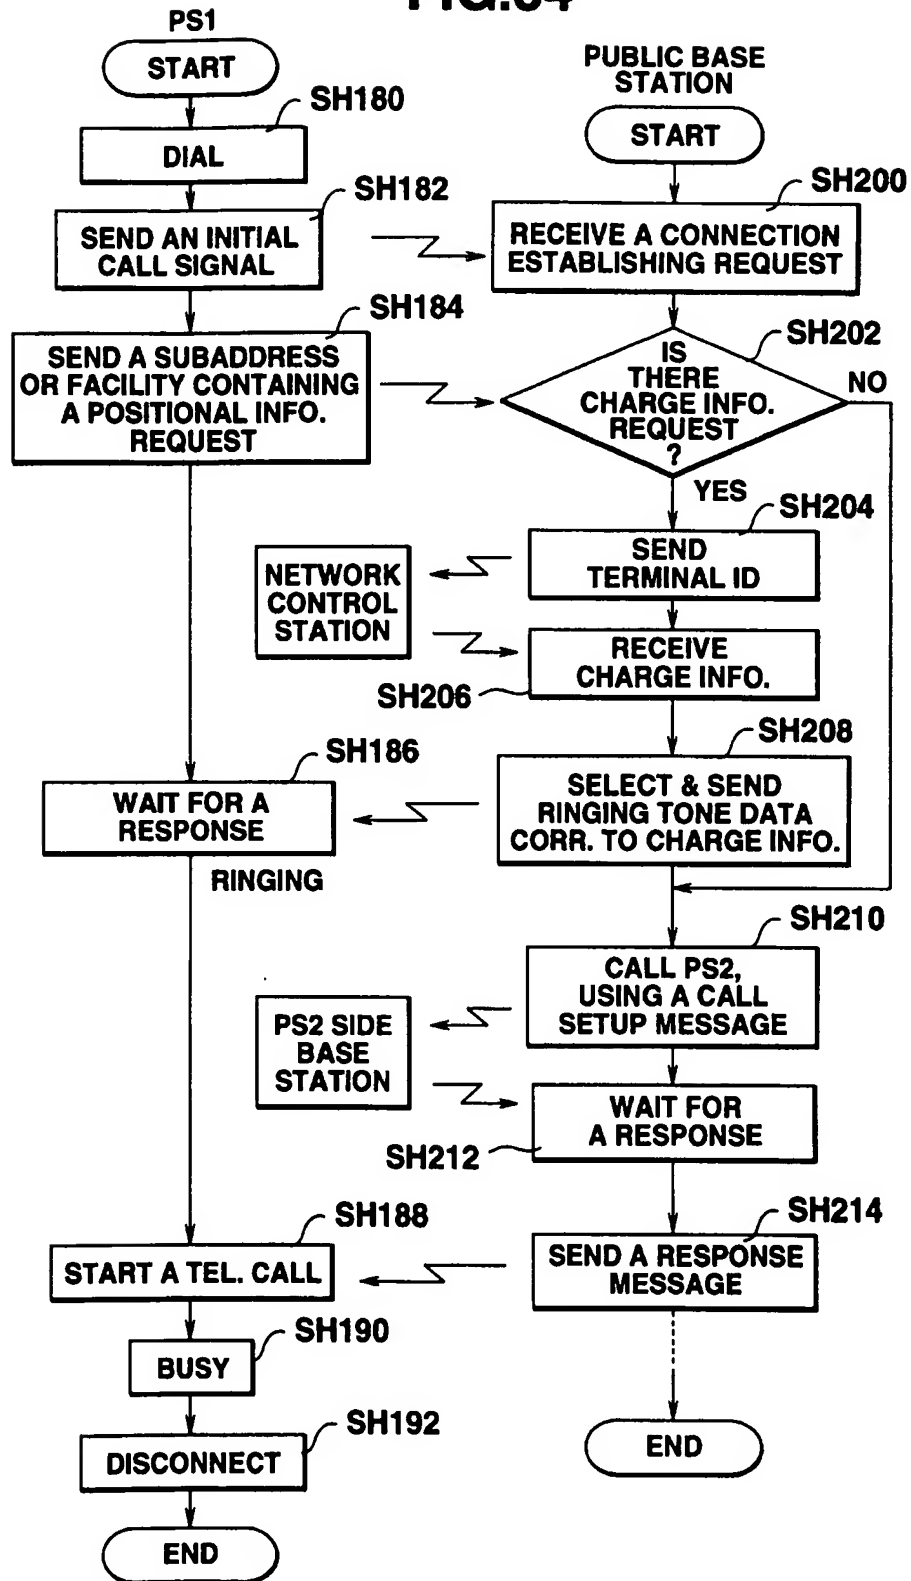 FIG.34
PS1
START
SH180
DIAL
SH182
SEND AN INITIAL
CALL SIGNAL
SH184
SEND A SUBADDRESS
OR FACILITY CONTAINING
A POSITIONAL INFO.
REQUEST
PUBLIC BASE
STATION
START
SH200
RECEIVE A CONNECTION
ESTABLISHING REQUEST
SH202
IS
THERE
CHARGE INFO.
REQUEST
?
NO
YES
SH204
SEND
TERMINAL ID
NETWORK
CONTROL
STATION
RECEIVE
CHARGE INFO.
SH206
SH208
SELECT & SEND
RINGING TONE DATA
CORR. TO CHARGE INFO.
SH186
WAIT FOR A
RESPONSE
RINGING
SH210
CALL PS2,
USING A CALL
SETUP MESSAGE
PS2 SIDE
BASE
STATION
WAIT FOR
A RESPONSE
SH212
SH214
SEND A RESPONSE
MESSAGE
SH188
START A TEL. CALL
SH190
BUSY
SH192
DISCONNECT
END
END